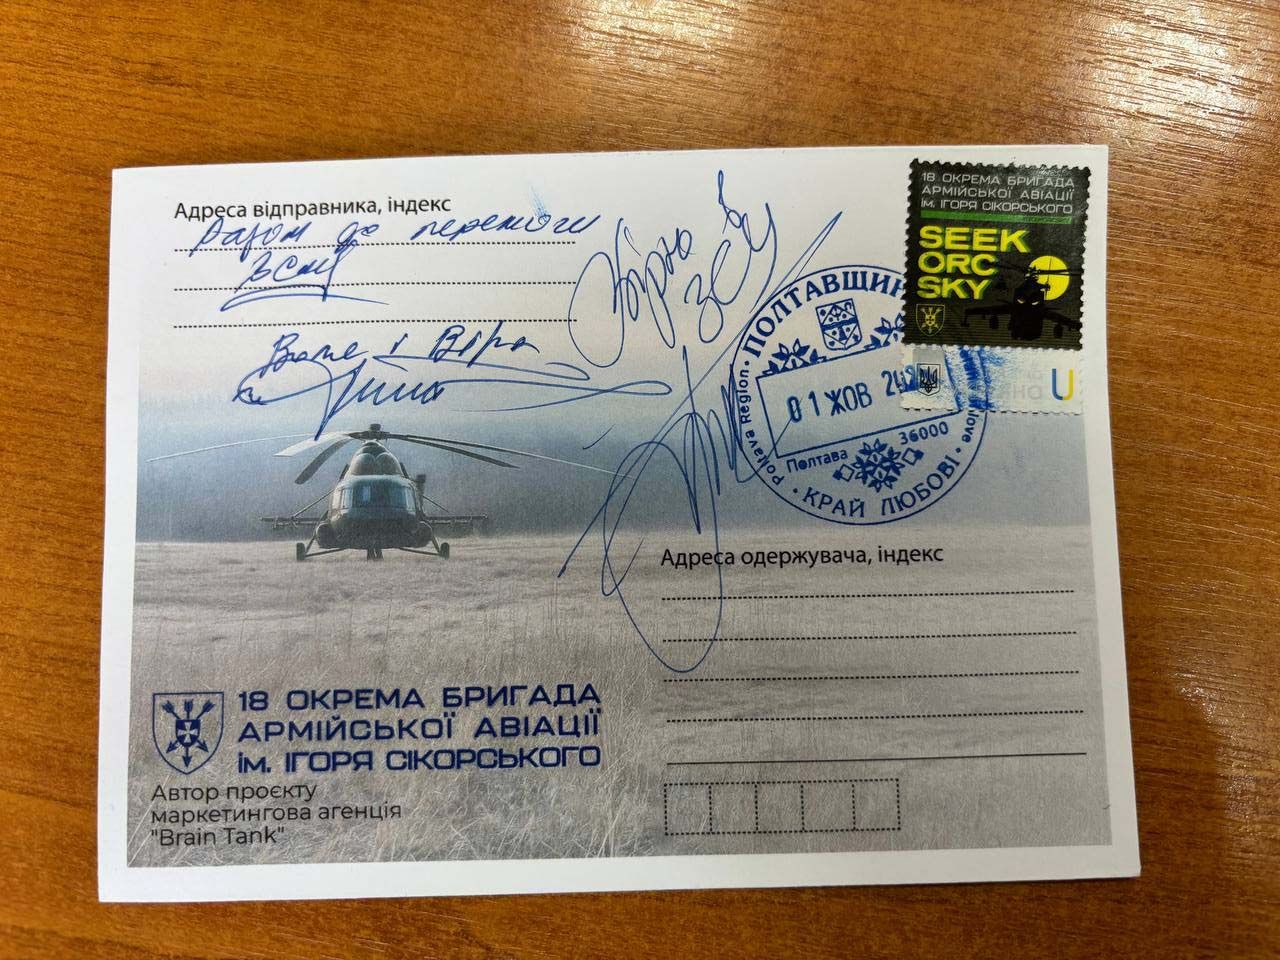 Адреса відправника, індекс
Разом до перемоги
ЗСУ
Воля і Віра
Вірю в
ЗСУ
18 ОКРЕМА БРИГАДА
АРМІЙСЬКОЇ АВІАЦІЇ
ІМ. ІГОРЯ СІКОРСЬКОГО
SEEK
ORC
SKY
U
ПОЛТАВЩИН
Poltava Region
01 ЖОВ
Полтава 36000
love
КРАЙ ЛЮБОВІ
Адреса одержувача, індекс
18 ОКРЕМА БРИГАДА
АРМІЙСЬКОЇ АВІАЦІЇ
ім. ІГОРЯ СІКОРСЬКОГО
Автор проєкту
маркетингова агенція
"Brain Tank"